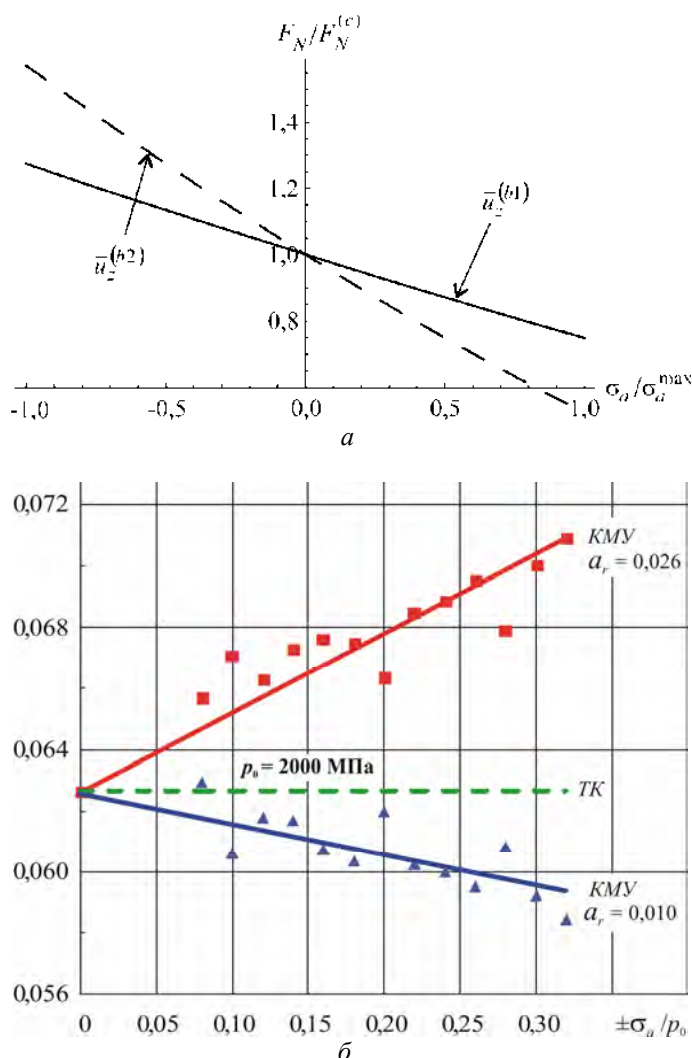 F_N/F_N^{(c)}
1,4
1,2
u̅_z^{(b1)}
u̅_z^{(b2)}
1,0
0,8
-1,0 -0,5 0,0 0,5 1,0 σ_a/σ_a^{max}
а
0,072
КМУ
a_r = 0,026
0,068
0,064
p₀ = 2000 МПа
ТК
0,060
КМУ
a_r = 0,010
0,056
0 0,05 0,10 0,15 0,20 0,25 0,30 ±σ_a/p₀
б